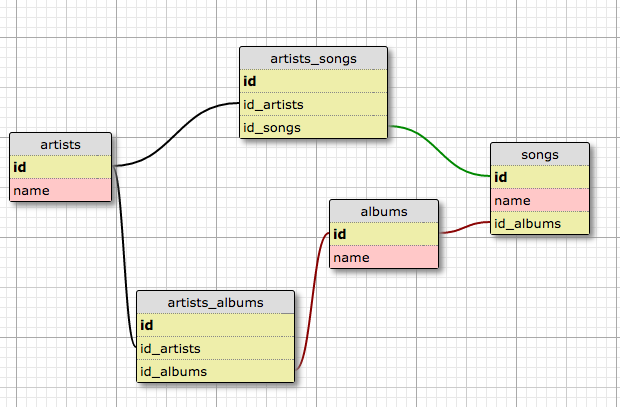 artists_songs
id
id_artists
id_songs
artists
id
name
songs
id
name
id_albums
albums
id
name
artists_albums
id
id_artists
id_albums